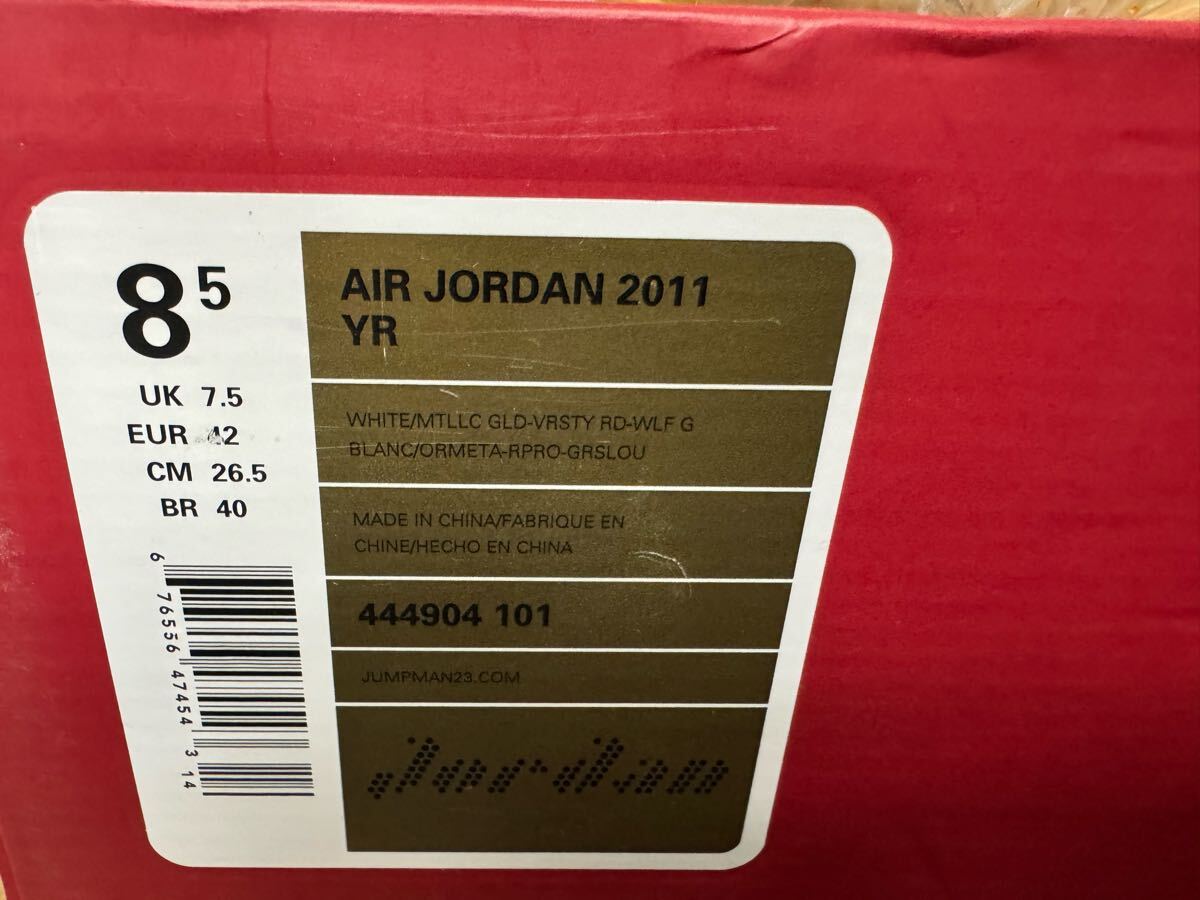 8 5
UK 7.5
EUR 42
CM 26.5
BR 40
6 76556 47454 3 14
AIR JORDAN 2011
YR
WHITE/MTLLC GLD-VRSTY RD-WLF G
BLANC/ORMETA-RPRO-GRSLOU
MADE IN CHINA/FABRIQUE EN
CHINE/HECHO EN CHINA
444904 101
JUMPMAN23.COM
Jordan